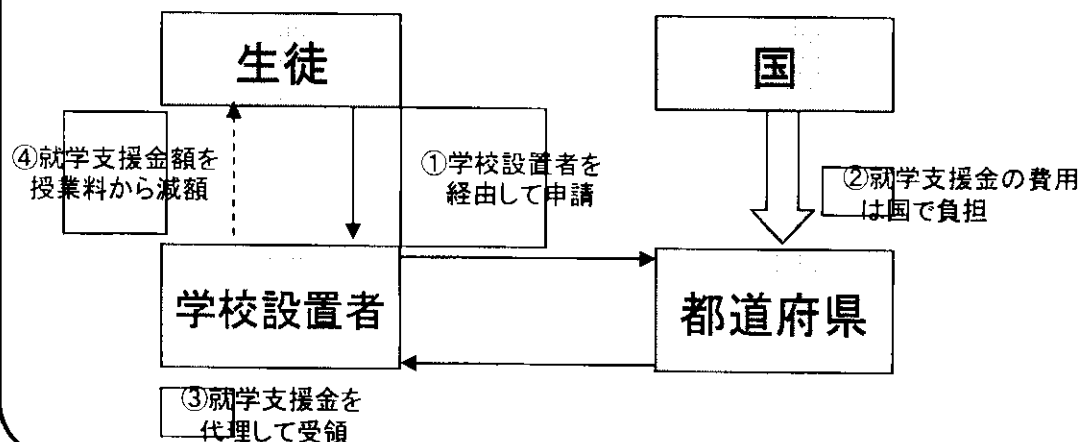 生徒
国
④就学支援金額を
授業料から減額
①学校設置者を
経由して申請
②就学支援金の費用
は国で負担
学校設置者
都道府県
③就学支援金を
代理して受領